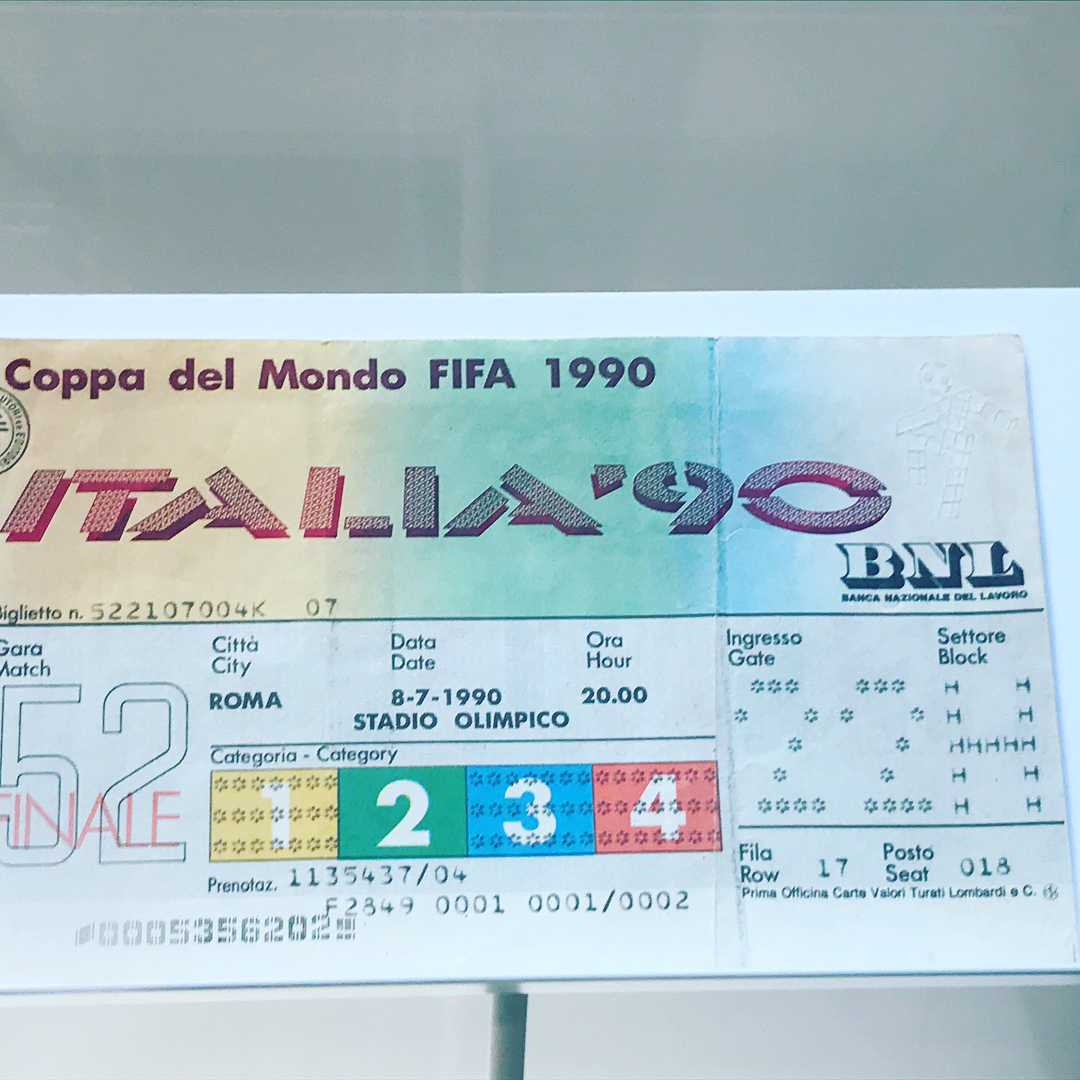 Coppa del Mondo FIFA 1990
ITALIA '90
BNL
BANCA NAZIONALE DEL LAVORO
Biglietto n. 522107004K 07
Gara
Match
Città
City
Data
Date
Ora
Hour
Ingresso
Gate
Settore
Block
52
FINALE
ROMA 8-7-1990 20.00
STADIO OLIMPICO
22
H
Categoria - Category
1 2 3 4
Fila
Row 17
Posto
Seat 018
Prima Officina Carte Valori Turati Lombardi e C.
Prenotaz. 1135437/04
F2849 0001 0001/0002